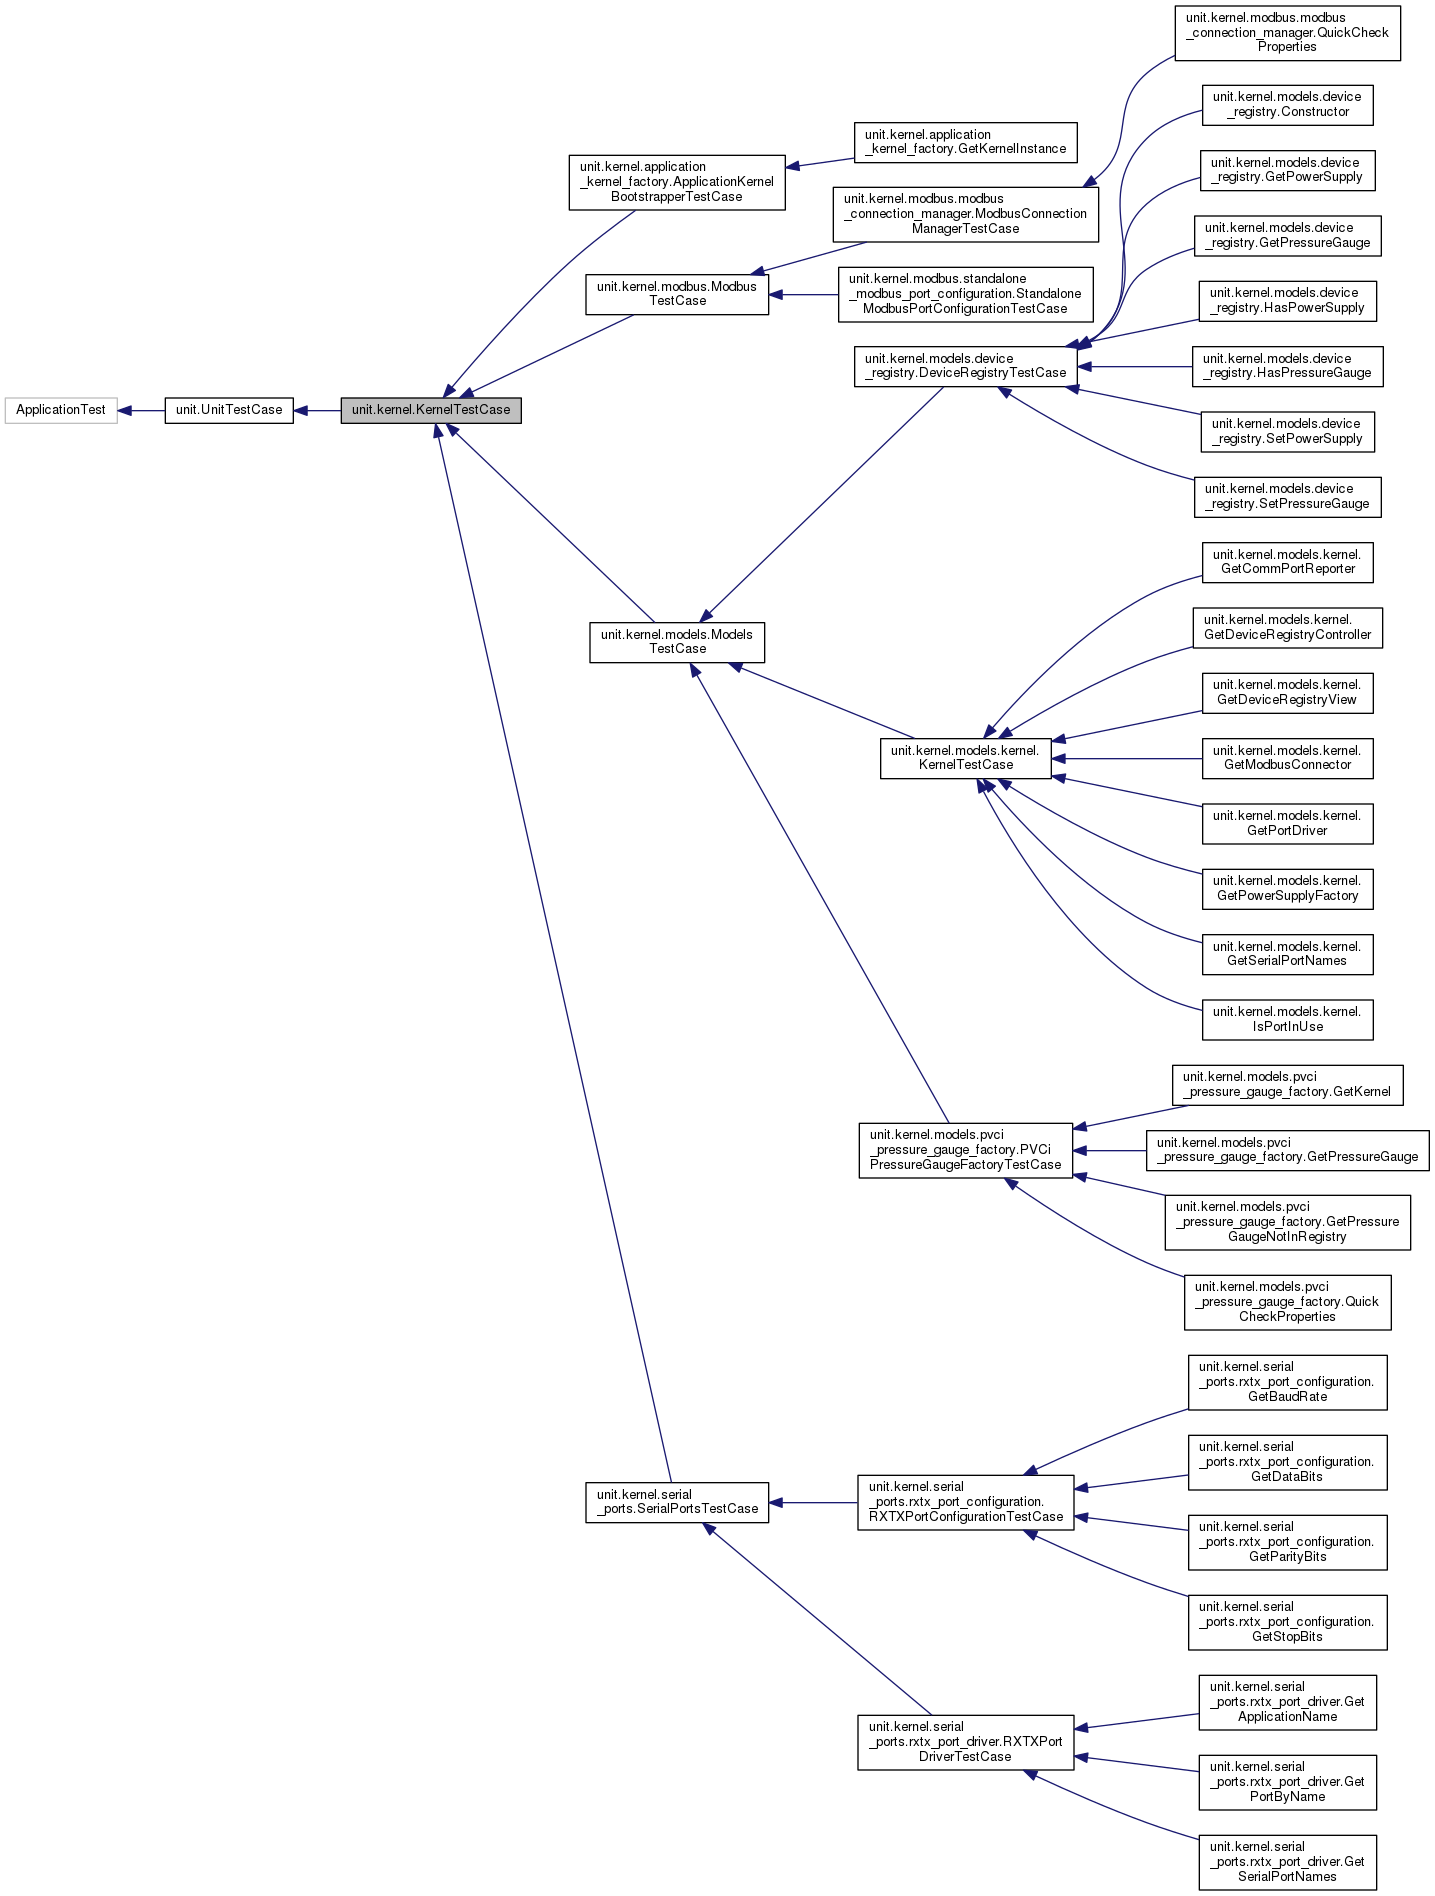 ApplicationTest
unit.UnitTestCase
unit.kernel.KernelTestCase
unit.kernel.application
_kernel_factory.ApplicationKernel
BootstrapperTestCase
unit.kernel.modbus.Modbus
TestCase
unit.kernel.models.Models
TestCase
unit.kernel.serial
_ports.SerialPortsTestCase
unit.kernel.application
_kernel_factory.GetKernelInstance
unit.kernel.modbus.modbus
_connection_manager.ModbusConnection
ManagerTestCase
unit.kernel.modbus.standalone
_modbus_port_configuration.Standalone
ModbusPortConfigurationTestCase
unit.kernel.models.device
_registry.DeviceRegistryTestCase
unit.kernel.models.kernel.
KernelTestCase
unit.kernel.models.pvci
_pressure_gauge_factory.PVCi
PressureGaugeFactoryTestCase
unit.kernel.serial
_ports.rxtx_port_configuration.
RXTXPortConfigurationTestCase
unit.kernel.serial
_ports.rxtx_port_driver.RXTXPort
DriverTestCase
unit.kernel.modbus.modbus
_connection_manager.QuickCheck
Properties
unit.kernel.models.device
_registry.Constructor
unit.kernel.models.device
_registry.GetPowerSupply
unit.kernel.models.device
_registry.GetPressureGauge
unit.kernel.models.device
_registry.HasPowerSupply
unit.kernel.models.device
_registry.HasPressureGauge
unit.kernel.models.device
_registry.SetPowerSupply
unit.kernel.models.device
_registry.SetPressureGauge
unit.kernel.models.kernel.
GetCommPortReporter
unit.kernel.models.kernel.
GetDeviceRegistryController
unit.kernel.models.kernel.
GetDeviceRegistryView
unit.kernel.models.kernel.
GetModbusConnector
unit.kernel.models.kernel.
GetPortDriver
unit.kernel.models.kernel.
GetPowerSupplyFactory
unit.kernel.models.kernel.
GetSerialPortNames
unit.kernel.models.kernel.
IsPortInUse
unit.kernel.models.pvci
_pressure_gauge_factory.GetKernel
unit.kernel.models.pvci
_pressure_gauge_factory.GetPressureGauge
unit.kernel.models.pvci
_pressure_gauge_factory.GetPressure
GaugeNotInRegistry
unit.kernel.models.pvci
_pressure_gauge_factory.Quick
CheckProperties
unit.kernel.serial
_ports.rxtx_port_configuration.
GetBaudRate
unit.kernel.serial
_ports.rxtx_port_configuration.
GetDataBits
unit.kernel.serial
_ports.rxtx_port_configuration.
GetParityBits
unit.kernel.serial
_ports.rxtx_port_configuration.
GetStopBits
unit.kernel.serial
_ports.rxtx_port_driver.Get
ApplicationName
unit.kernel.serial
_ports.rxtx_port_driver.Get
PortByName
unit.kernel.serial
_ports.rxtx_port_driver.Get
SerialPortNames